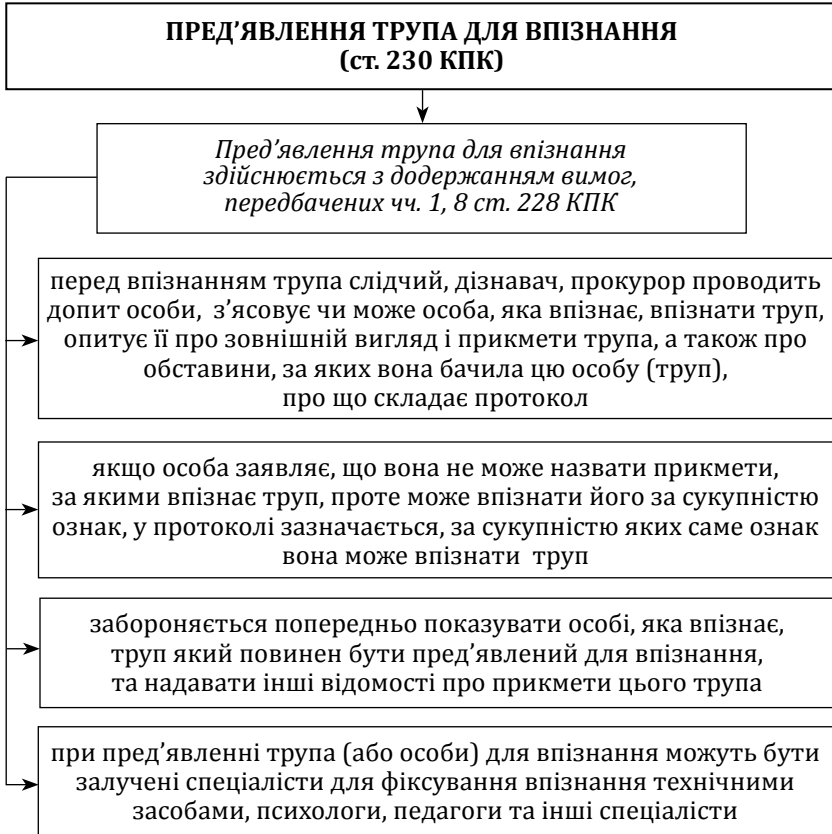 ПРЕД’ЯВЛЕННЯ ТРУПА ДЛЯ ВПІЗНАННЯ
(ст. 230 КПК)
Пред’явлення трупа для впізнання
здійснюється з додержанням вимог,
передбачених чч. 1, 8 ст. 228 КПК
перед впізнанням трупа слідчий, дізнавач, прокурор проводить
допит особи, з’ясовує чи може особа, яка впізнає, впізнати труп,
опитує її про зовнішній вигляд і прикмети трупа, а також про
обставини, за яких вона бачила цю особу (труп),
про що складає протокол
якщо особа заявляє, що вона не може назвати прикмети,
за якими впізнає труп, проте може впізнати його за сукупністю
ознак, у протоколі зазначається, за сукупністю яких саме ознак
вона може впізнати труп
забороняється попередньо показувати особі, яка впізнає,
труп який повинен бути пред’явлений для впізнання,
та надавати інші відомості про прикмети цього трупа
при пред’явленні трупа (або особи) для впізнання можуть бути
залучені спеціалісти для фіксування впізнання технічними
засобами, психологи, педагоги та інші спеціалісти